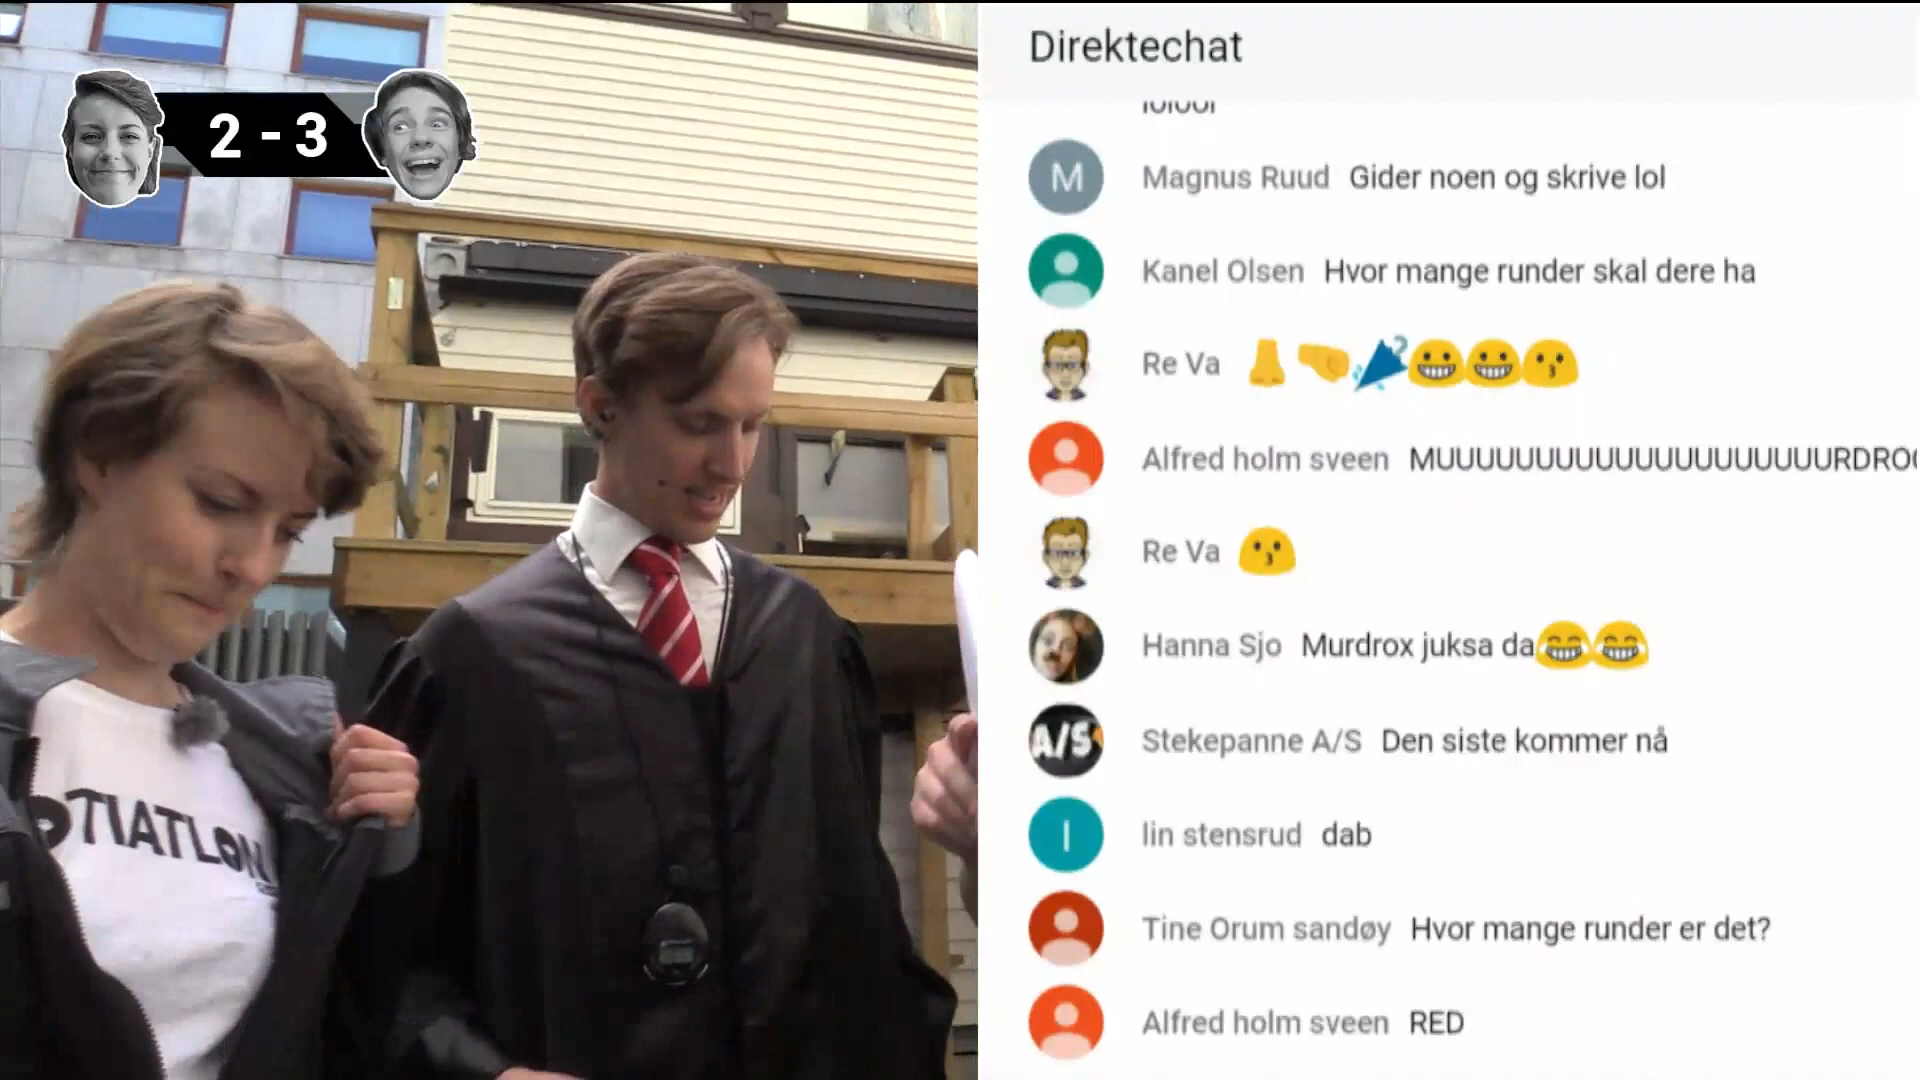 2 - 3
TIATLON
Direktechat
M
Magnus Ruud Gider noen og skrive lol
Kanel Olsen Hvor mange runder skal dere ha
Re Va
Alfred holm sveen MUUUUUUUUUUUUUUUUUUUURDRO
Re Va
Hanna Sjo Murdrox juksa da😂😂
A/S
Stekepanne A/S Den siste kommer nå
l
lin stensrud dab
Tine Orum sandøy Hvor mange runder er det?
Alfred holm sveen RED